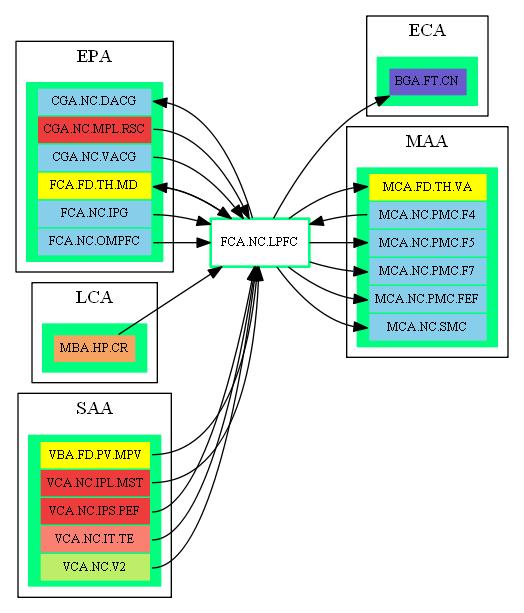 EPA
CGA.NC.DACG
CGA.NC.MPL.RSC
CGA.NC.VACG
FCA.FD.TH.MD
FCA.NC.IPG
FCA.NC.OMPFC
LCA
MBA.HP.CR
SAA
VBA.FD.PV.MPV
VCA.NC.IPL.MST
VCA.NC.IPS.PEF
VCA.NC.IT.TE
VCA.NC.V2
FCA.NC.LPFC
ECA
BGA.FT.CN
MAA
MCA.FD.TH.VA
MCA.NC.PMC.F4
MCA.NC.PMC.F5
MCA.NC.PMC.F7
MCA.NC.PMC.FEF
MCA.NC.SMC